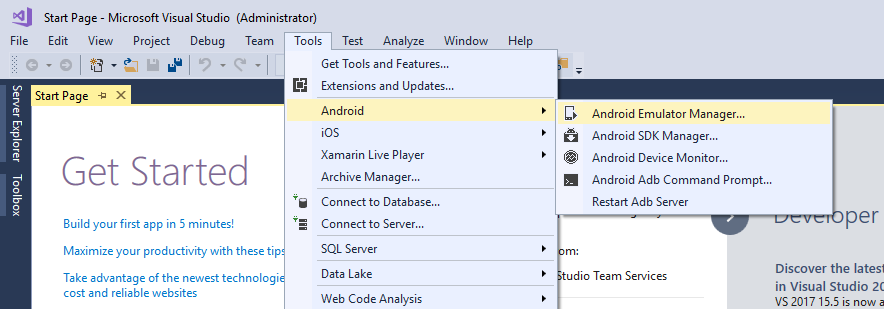 Start Page - Microsoft Visual Studio (Administrator)
File Edit View Project Debug Team Tools Test Analyze Window Help
Server Explorer
Toolbox
Start Page
Get Started
Build your first app in 5 minutes!
Maximize your productivity with these tips
Take advantage of the newest technologie
cost and reliable websites
Get Tools and Features...
Extensions and Updates...
Android
iOS
Xamarin Live Player
Archive Manager...
Connect to Database...
Connect to Server...
SQL Server
Data Lake
Web Code Analysis
Android Emulator Manager...
Android SDK Manager...
Android Device Monitor...
Android Adb Command Prompt...
Restart Adb Server
om:
Studio Team Services
Developer
Discover the latest
in Visual Studio 20
VS 2017 15.5 is now a